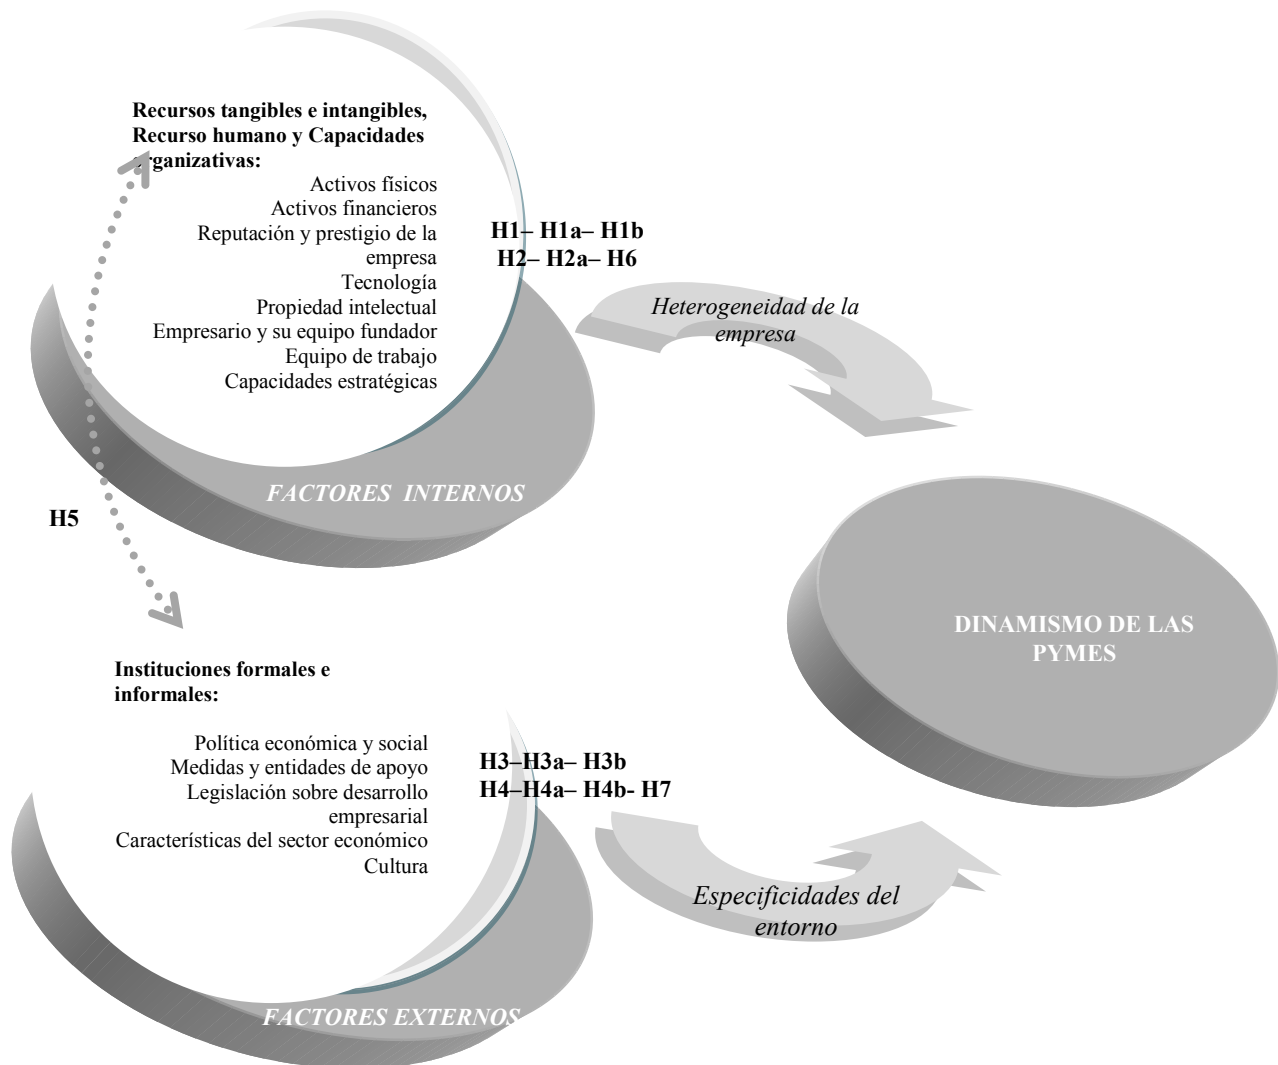 Recursos tangibles e intangibles,
Recurso humano y Capacidades
organizativas:
Activos físicos
Activos financieros
Reputación y prestigio de la
empresa
Tecnología
Propiedad intelectual
Empresario y su equipo fundador
Equipo de trabajo
Capacidades estratégicas
H1– H1a– H1b
H2– H2a– H6
Heterogeneidad de la
empresa
FACTORES INTERNOS
H5
DINAMISMO DE LAS
PYMES
Instituciones formales e
informales:
Política económica y social
Medidas y entidades de apoyo
Legislación sobre desarrollo
empresarial
Características del sector económico
Cultura
H3–H3a– H3b
H4–H4a– H4b- H7
Especificidades del
entorno
FACTORES EXTERNOS